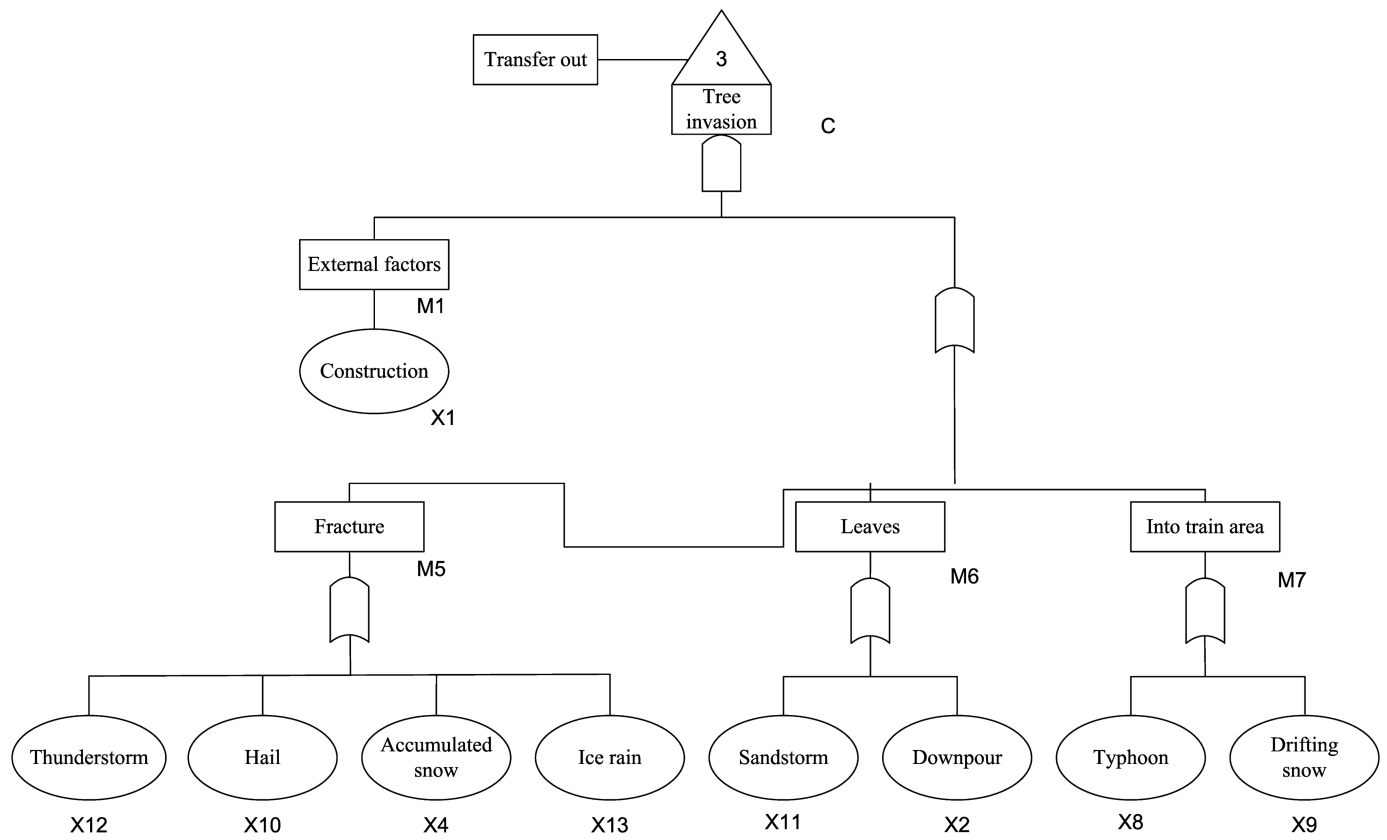 Transfer out
3
Tree
invasion
C
External factors
M1
Construction
X1
Fracture
M5
Leaves
M6
Into train area
M7
Thunderstorm
Hail
Accumulated
snow
Ice rain
Sandstorm
Downpour
Typhoon
Drifting
snow
X12
X10
X4
X13
X11
X2
X8
X9